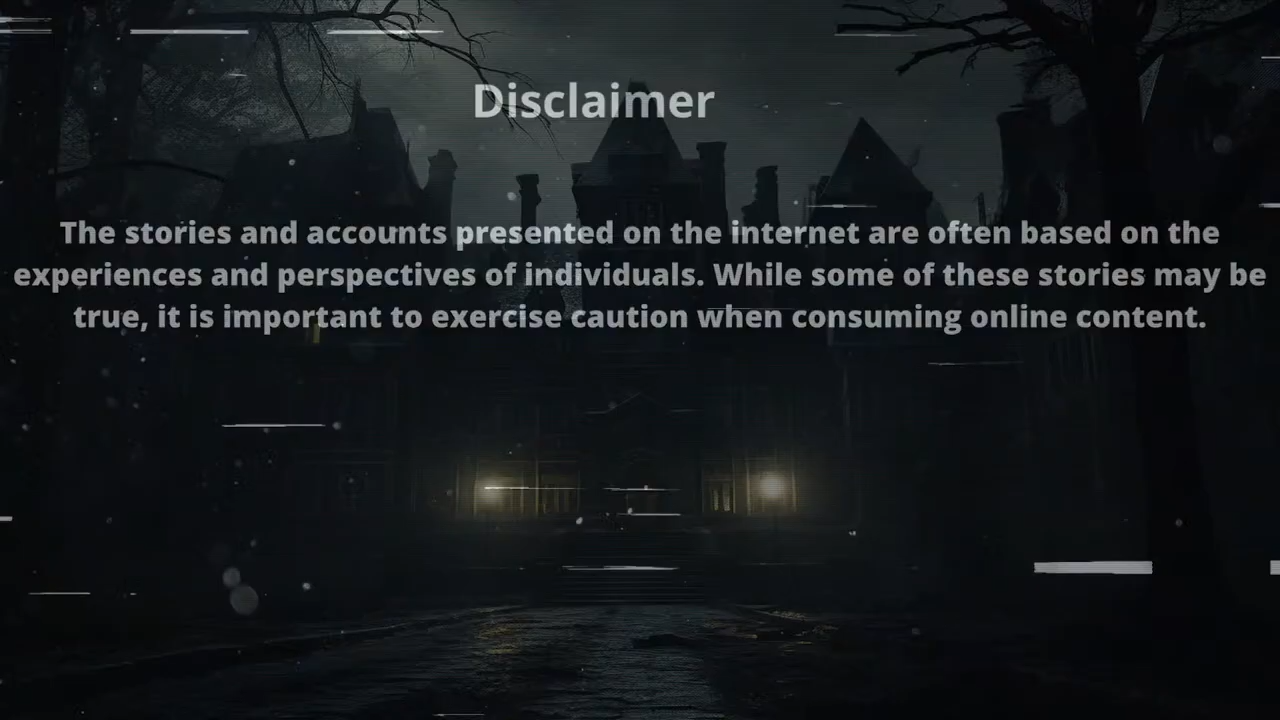 Disclaimer
The stories and accounts presented on the internet are often based on the
experiences and perspectives of individuals. While some of these stories may be
true, it is important to exercise caution when consuming online content.